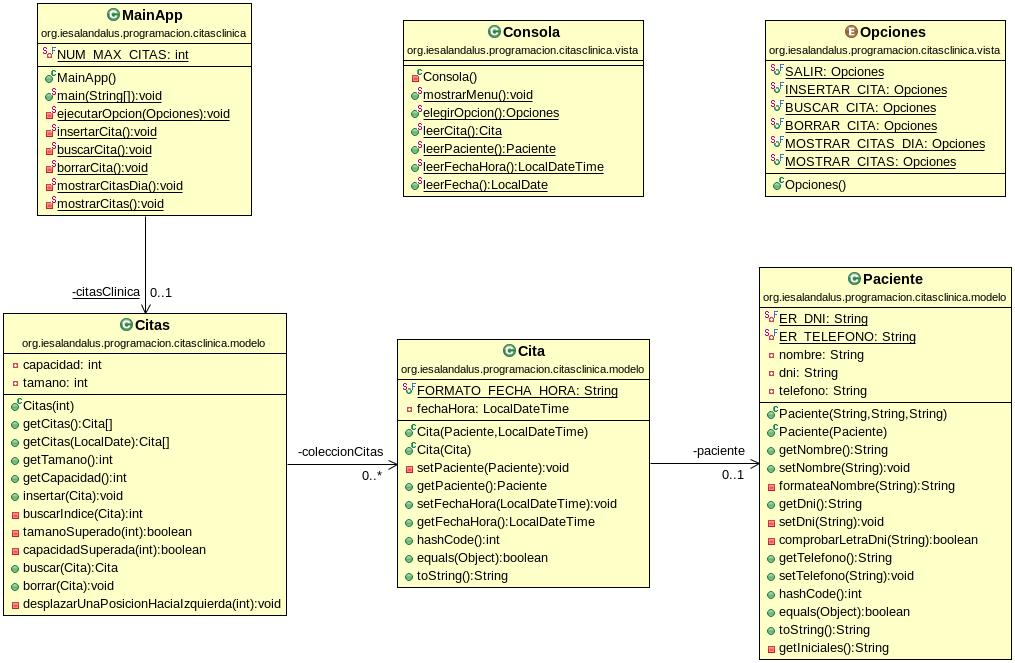 MainApp
org.iesalandalus.programacion.citasclinica
NUM_MAX_CITAS: int
MainApp()
main(String[]):void
ejecutarOpcion(Opciones):void
insertarCita():void
buscarCita():void
borrarCita():void
mostrarCitasDia():void
mostrarCitas():void
Consola
org.iesalandalus.programacion.citasclinica.vista
Consola()
mostrarMenu():void
elegirOpcion():Opciones
leerCita():Cita
leerPaciente():Paciente
leerFechaHora():LocalDateTime
leerFecha():LocalDate
Opciones
org.iesalandalus.programacion.citasclinica.vista
SALIR: Opciones
INSERTAR_CITA: Opciones
BUSCAR_CITA: Opciones
BORRAR_CITA: Opciones
MOSTRAR_CITAS_DIA: Opciones
MOSTRAR_CITAS: Opciones
Opciones()
-citasClinica 0..1
Citas
org.iesalandalus.programacion.citasclinica.modelo
capacidad: int
tamano: int
Citas(int)
getCitas():Cita[]
getCitas(LocalDate):Cita[]
getTamano():int
getCapacidad():int
insertar(Cita):void
buscarIndice(Cita):int
tamanoSuperado(int):boolean
capacidadSuperada(int):boolean
buscar(Cita):Cita
borrar(Cita):void
desplazarUnaPosicionHaciaIzquierda(int):void
-coleccionCitas
0..*
Cita
org.iesalandalus.programacion.citasclinica.modelo
FORMATO_FECHA_HORA: String
fechaHora: LocalDateTime
Cita(Paciente,LocalDateTime)
Cita(Cita)
setPaciente(Paciente):void
getPaciente():Paciente
setFechaHora(LocalDateTime):void
getFechaHora():LocalDateTime
hashCode():int
equals(Object):boolean
toString():String
-paciente
0..1
Paciente
org.iesalandalus.programacion.citasclinica.modelo
ER_DNI: String
ER_TELEFONO: String
nombre: String
dni: String
telefono: String
Paciente(String,String,String)
Paciente(Paciente)
getNombre():String
setNombre(String):void
formateaNombre(String):String
getDni():String
setDni(String):void
comprobarLetraDni(String):boolean
getTelefono():String
setTelefono(String):void
hashCode():int
equals(Object):boolean
toString():String
getIniciales():String